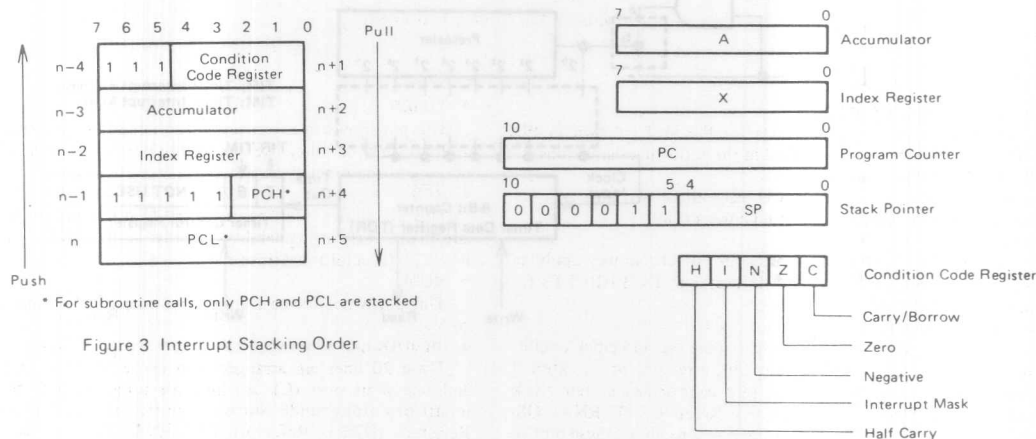 7 6 5 4 3 2 1 0
Pull
n−4 1 1 1 Condition Code Register n+1
n−3 Accumulator n+2
n−2 Index Register n+3
n−1 1 1 1 1 1 PCH* n+4
n PCL* n+5
Push
* For subroutine calls, only PCH and PCL are stacked
Figure 3 Interrupt Stacking Order
7 0
A Accumulator
7 0
X Index Register
10 0
PC Program Counter
10 5 4 0
0 0 0 0 1 1 SP Stack Pointer
H I N Z C Condition Code Register
Carry/Borrow
Zero
Negative
Interrupt Mask
Half Carry